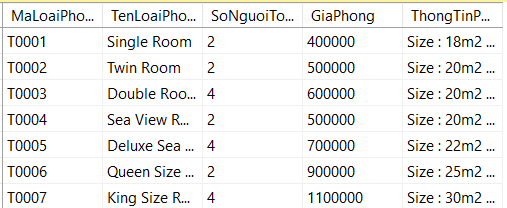 MaLoaiPho... TenLoaiPho... SoNguoiTo... GiaPhong ThongTinP...
T0001 Single Room 2 400000 Size : 18m2 ...
T0002 Twin Room 2 500000 Size : 20m2 ...
T0003 Double Roo... 4 600000 Size : 20m2 ...
T0004 Sea View R... 2 500000 Size : 20m2 ...
T0005 Deluxe Sea ... 4 700000 Size : 22m2 ...
T0006 Queen Size ... 2 900000 Size : 25m2 ...
T0007 King Size R... 4 1100000 Size : 30m2 ...